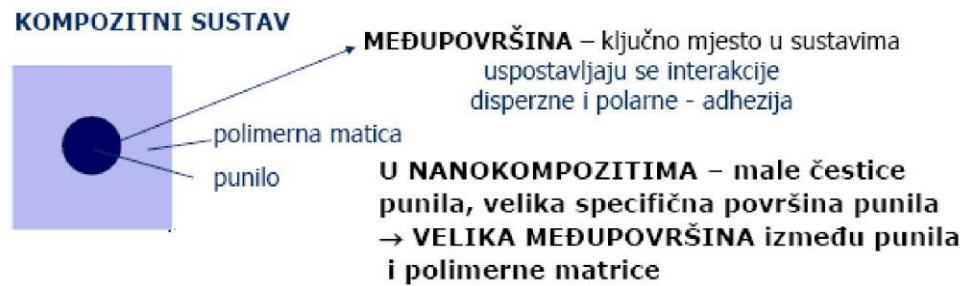 KOMPOZITNI SUSTAV
MEĐUPOVRŠINA – ključno mjesto u sustavima
uspostavljaju se interakcije
disperzne i polarne - adhezija
polimerna matica
punilo
U NANOKOMPOZITIMA – male čestice
punila, velika specifična površina punila
→ VELIKA MEĐUPOVRŠINA između punila
i polimerne matrice